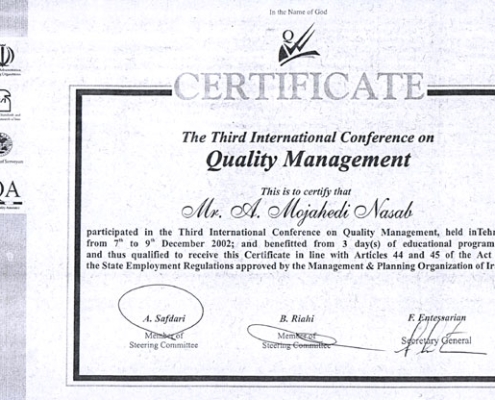 In the Name of God
Q
CERTIFICATE
The Third International Conference on
Quality Management
This is to certify that
Mr. A. Mojahedi Nasab
participated in the Third International Conference on Quality Management, held inTehr
from 7th to 9th December 2002; and benefitted from 3 day(s) of educational programe
and thus qualified to receive this Certificate in line with Articles 44 and 45 of the Act
the State Employment Regulations approved by the Management & Planning Organization of Ir
A. Safdari
B. Riahi
F. Entessarian
Member of
Member of
Secretary General
Steering Committee
Steering Committee